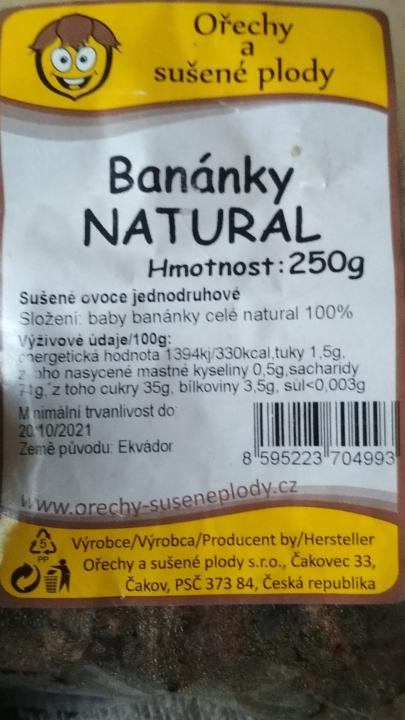 Ořechy
a
sušené plody
Banánky
NATURAL
Hmotnost:250g
Sušené ovoce jednodruhové
Složení: baby banánky celé natural 100%
Výživové údaje/100g:
energetická hodnota 1394kj/330kcal,tuky 1,5g,
z toho nasycené mastné kyseliny 0,5g,sacharidy
71g, z toho cukry 35g, bílkoviny 3,5g, sůl<0,003g
Minimální trvanlivost do:
20/10/2021
Země původu: Ekvádor
8 595223 704993
www.orechy-suseneplody.cz
5
PP
Výrobce/Výrobca/Producent by/Hersteller
Ořechy a sušené plody s.r.o., Čakovec 33,
Čakov, PSČ 373 84, Česká republika